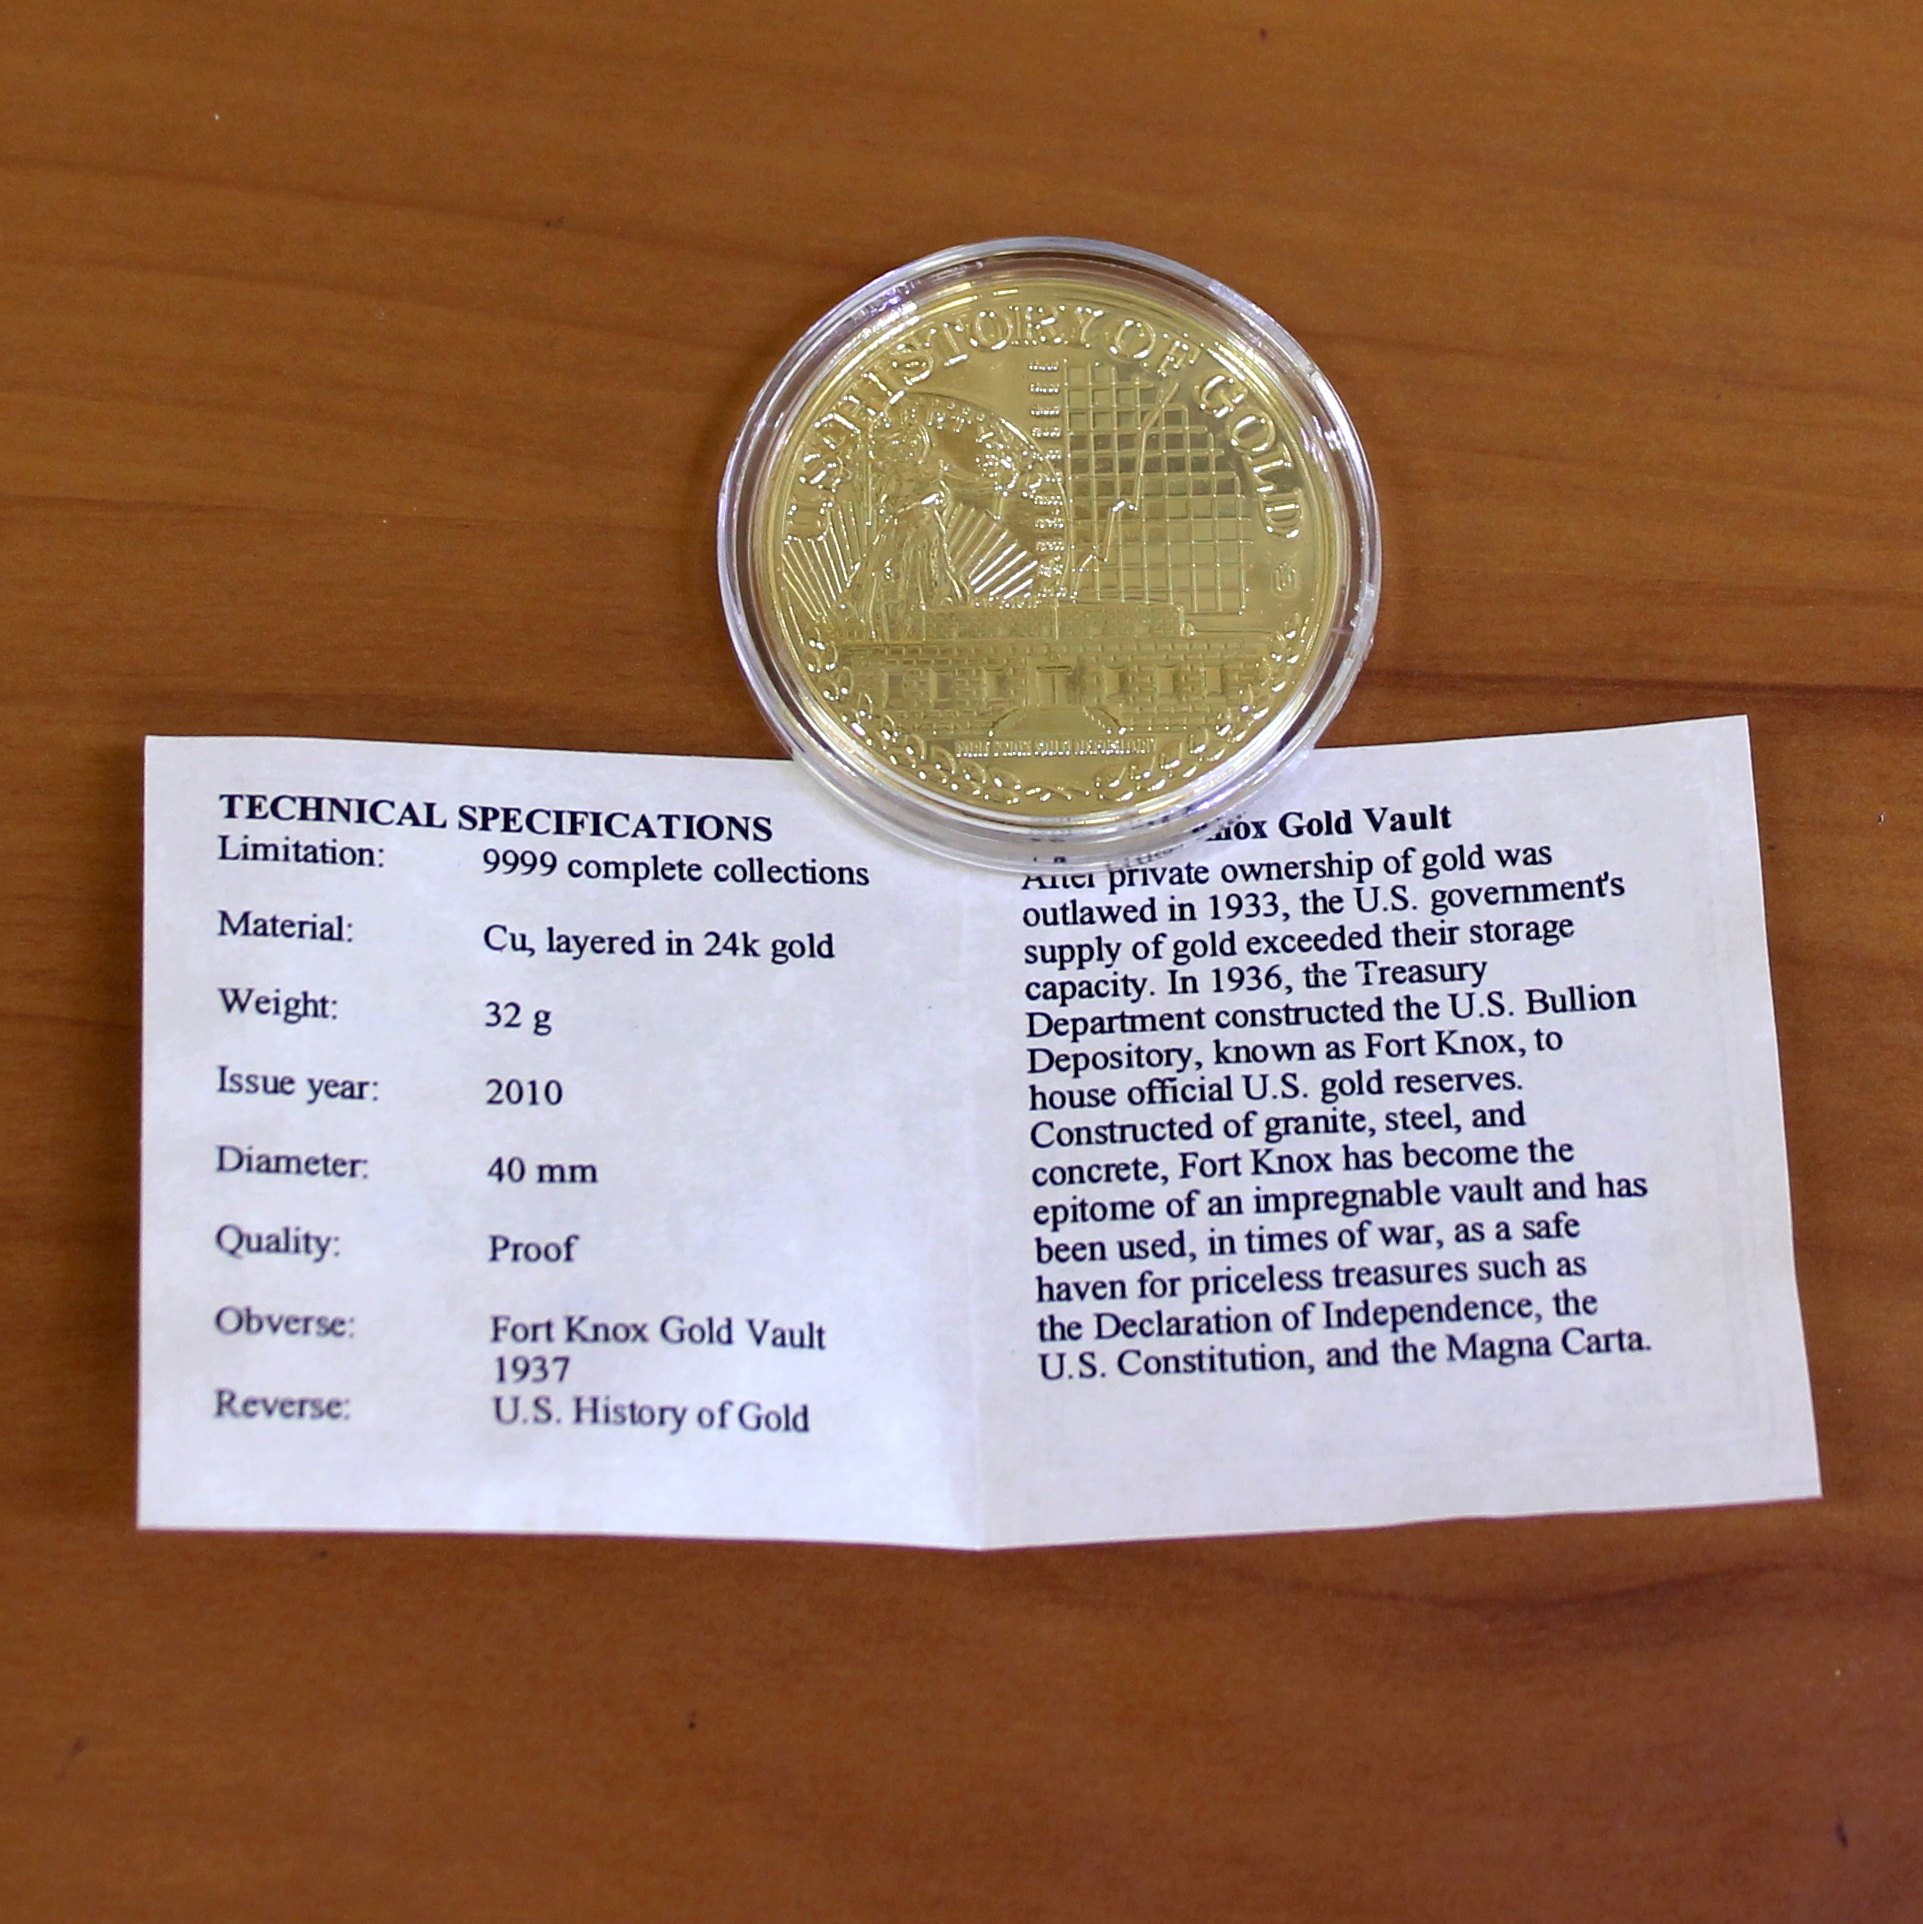 U.S. HISTORY OF GOLD
FORT KNOX GOLD DEPOSITORY
TECHNICAL SPECIFICATIONS
Limitation: 9999 complete collections
Material: Cu, layered in 24k gold
Weight: 32 g
Issue year: 2010
Diameter: 40 mm
Quality: Proof
Obverse: Fort Knox Gold Vault
1937
Reverse: U.S. History of Gold
Gold Vault
After private ownership of gold was
outlawed in 1933, the U.S. government's
supply of gold exceeded their storage
capacity. In 1936, the Treasury
Department constructed the U.S. Bullion
Depository, known as Fort Knox, to
house official U.S. gold reserves.
Constructed of granite, steel, and
concrete, Fort Knox has become the
epitome of an impregnable vault and has
been used, in times of war, as a safe
haven for priceless treasures such as
the Declaration of Independence, the
U.S. Constitution, and the Magna Carta.